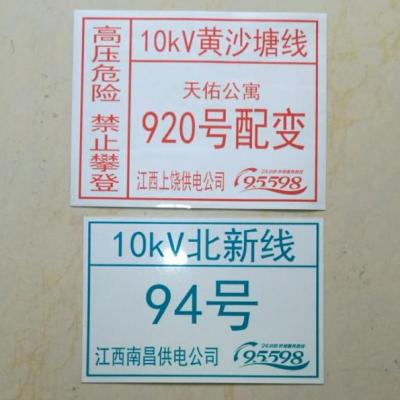 高压危险 禁止攀登
10kV黄沙塘线
天佑公寓
920号配变
江西上饶供电公司
95598
10kV北新线
94号
江西南昌供电公司
95598